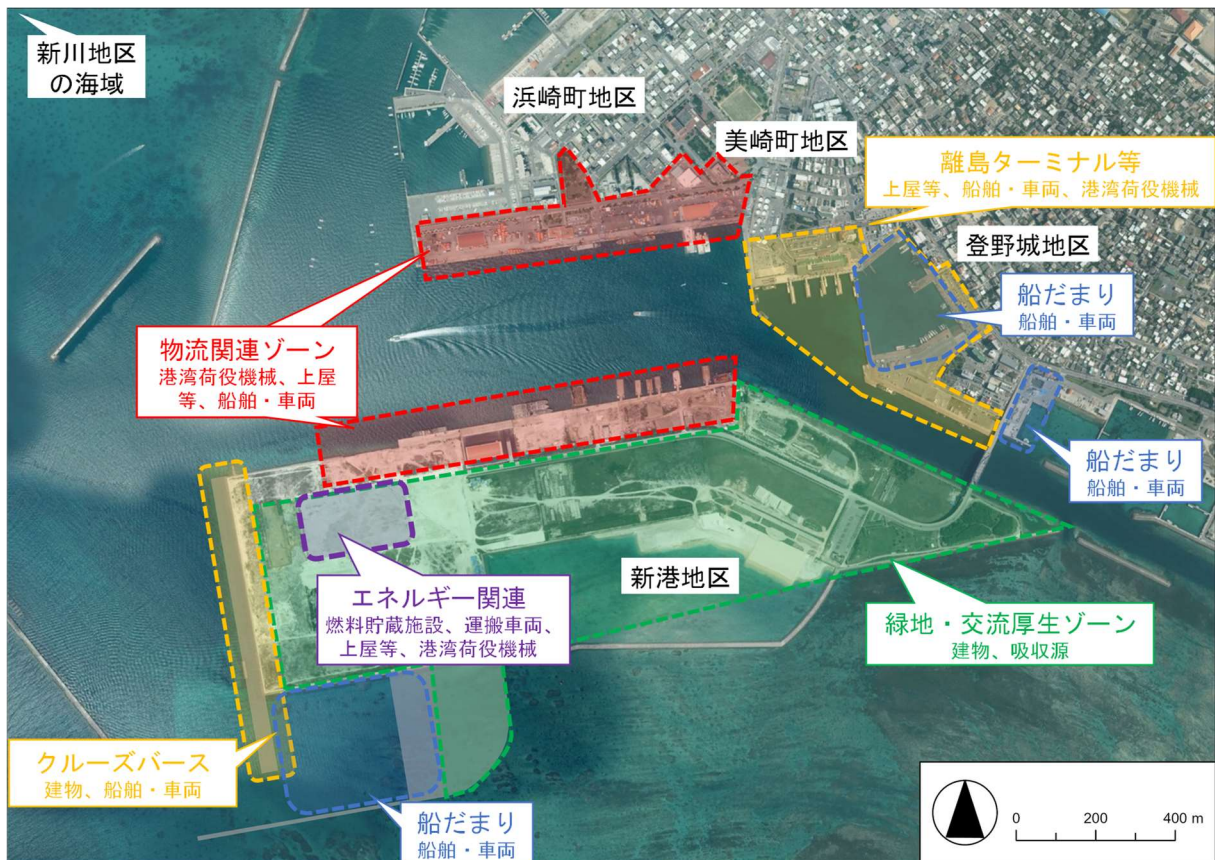 新川地区
の海域
浜崎町地区
美崎町地区
離島ターミナル等
上屋等、船舶・車両、港湾荷役機械
登野城地区
船だまり
船舶・車両
物流関連ゾーン
港湾荷役機械、上屋
等、船舶・車両
船だまり
船舶・車両
新港地区
エネルギー関連
燃料貯蔵施設、運搬車両、
上屋等、港湾荷役機械
緑地・交流厚生ゾーン
建物、吸収源
クルーズバース
建物、船舶・車両
船だまり
船舶・車両
0 200 400 m